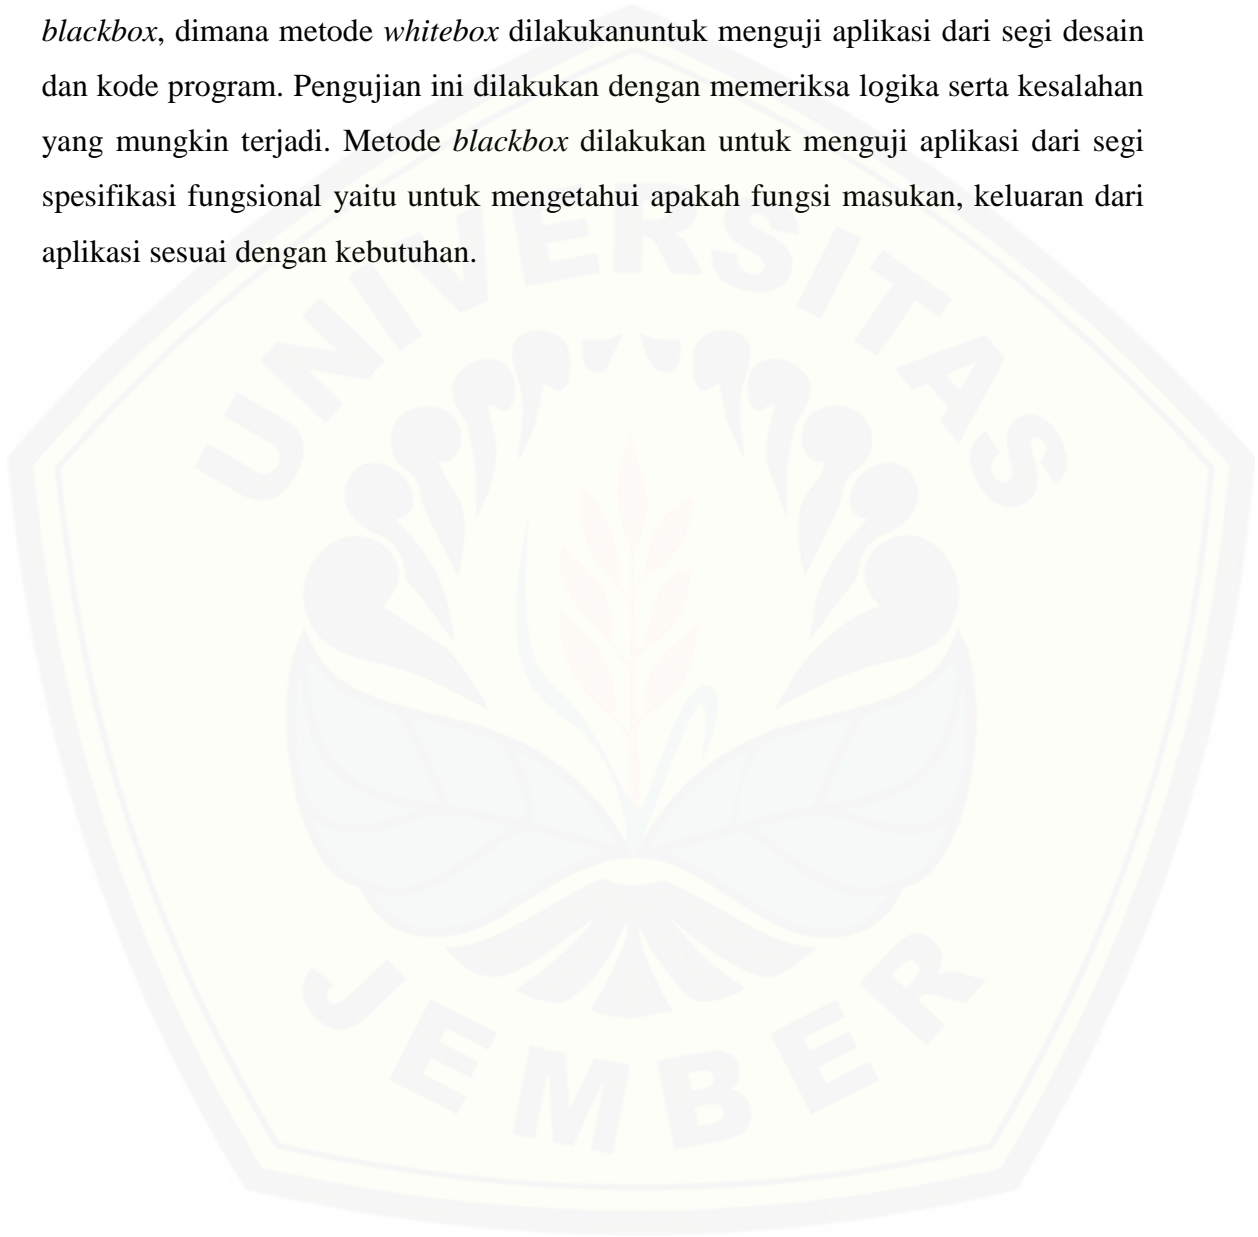 blackbox, dimana metode whitebox dilakukanuntuk menguji aplikasi dari segi desain
dan kode program. Pengujian ini dilakukan dengan memeriksa logika serta kesalahan
yang mungkin terjadi. Metode blackbox dilakukan untuk menguji aplikasi dari segi
spesifikasi fungsional yaitu untuk mengetahui apakah fungsi masukan, keluaran dari
aplikasi sesuai dengan kebutuhan.
UNIVERSITAS
JEMBER